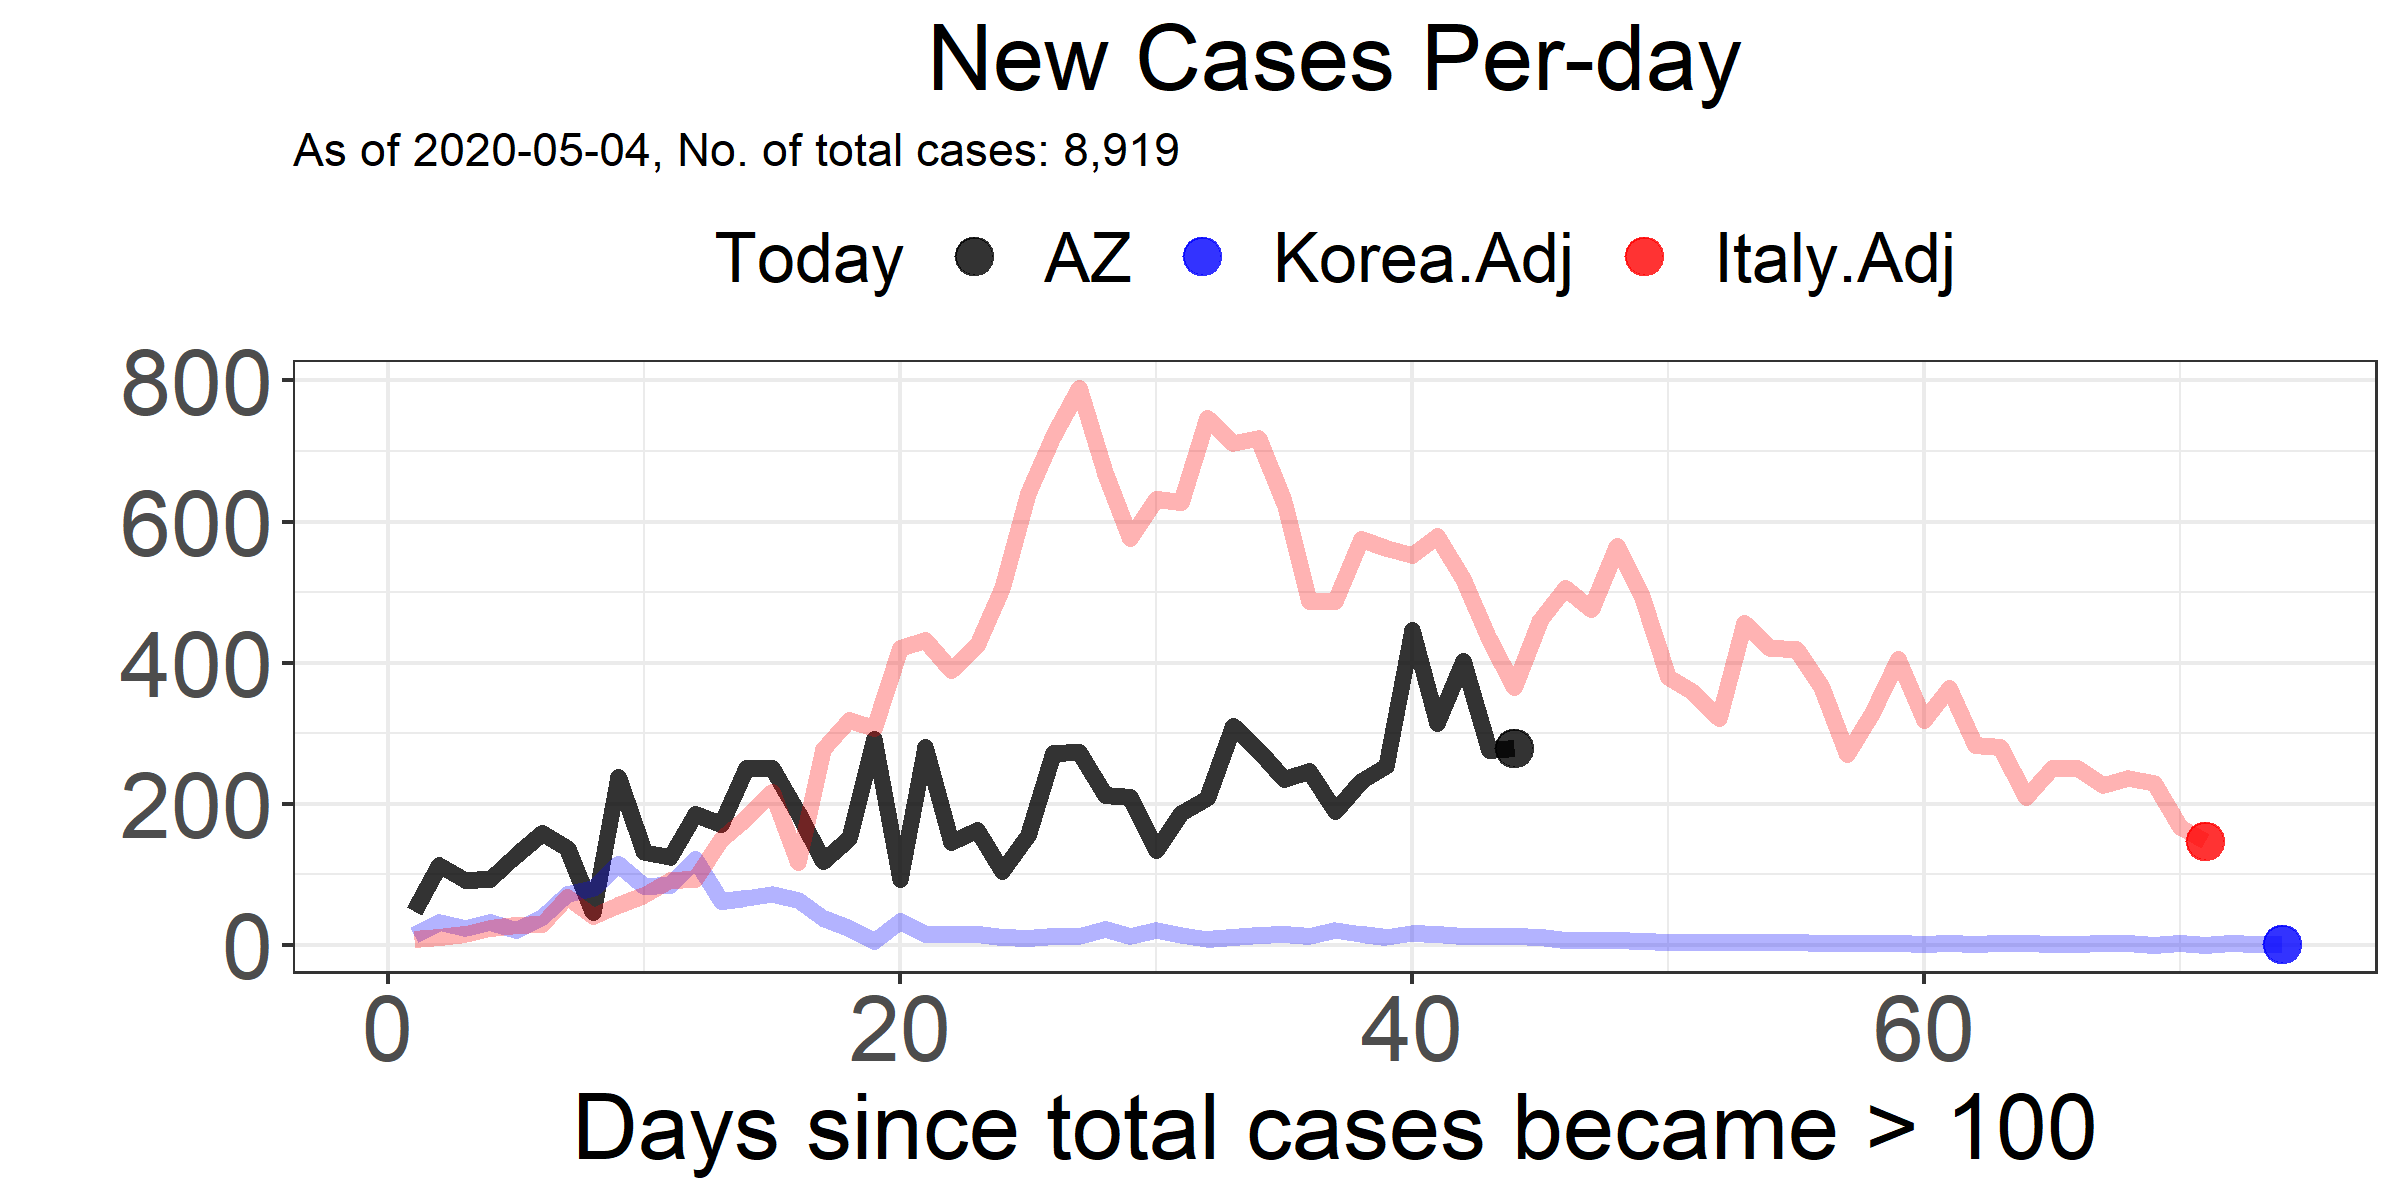 New Cases Per-day
As of 2020-05-04, No. of total cases: 8,919
Today AZ Korea.Adj Italy.Adj
800
600
400
200
0
0 20 40 60
Days since total cases became > 100